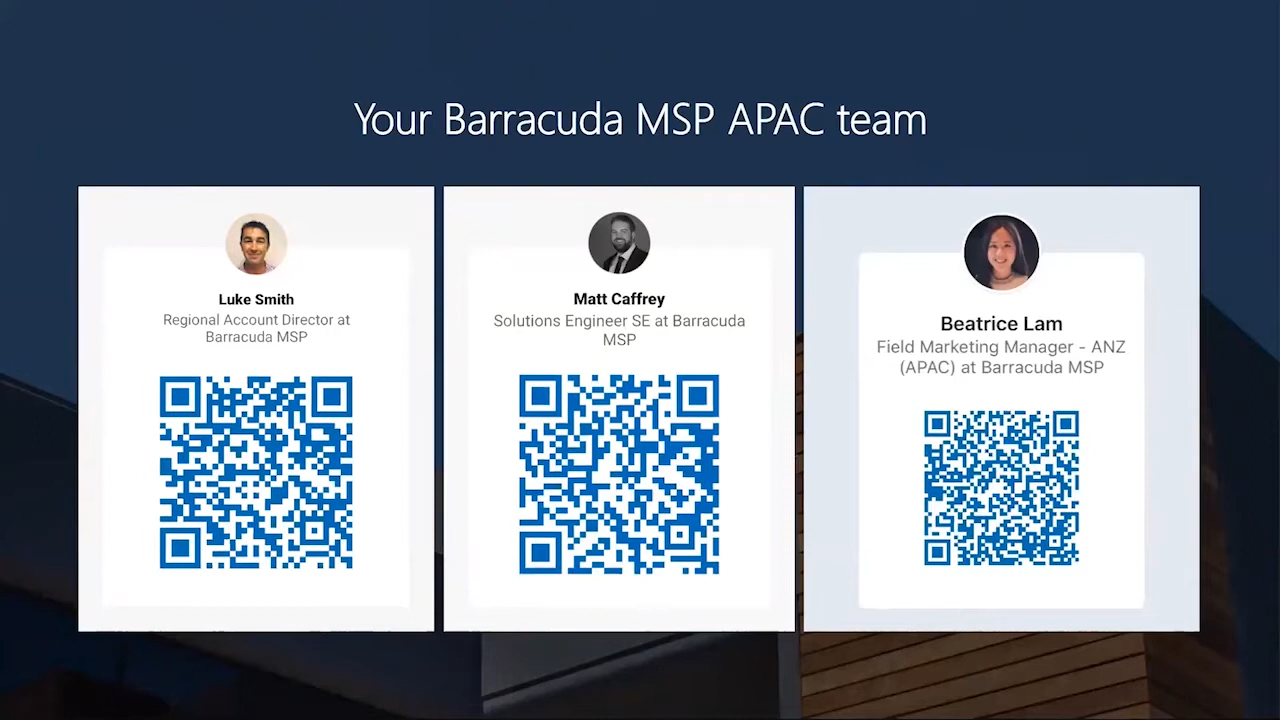 Your Barracuda MSP APAC team
Luke Smith
Regional Account Director at
Barracuda MSP
Matt Caffrey
Solutions Engineer SE at Barracuda
MSP
Beatrice Lam
Field Marketing Manager - ANZ
(APAC) at Barracuda MSP